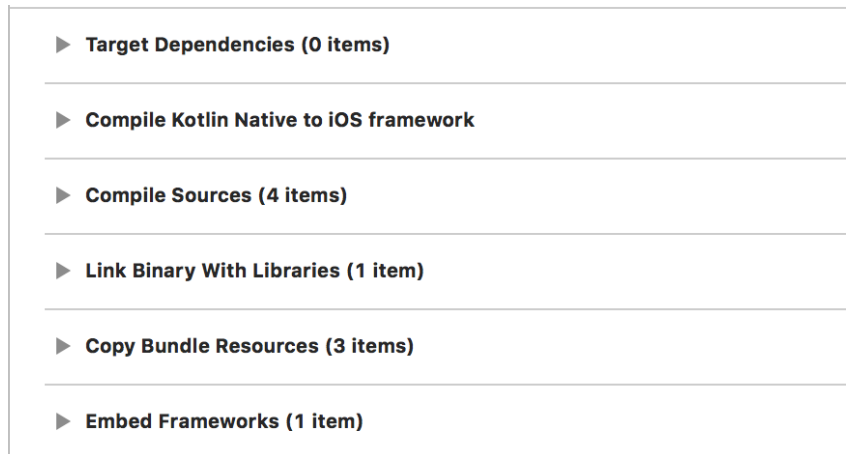 Target Dependencies (0 items)
Compile Kotlin Native to iOS framework
Compile Sources (4 items)
Link Binary With Libraries (1 item)
Copy Bundle Resources (3 items)
Embed Frameworks (1 item)